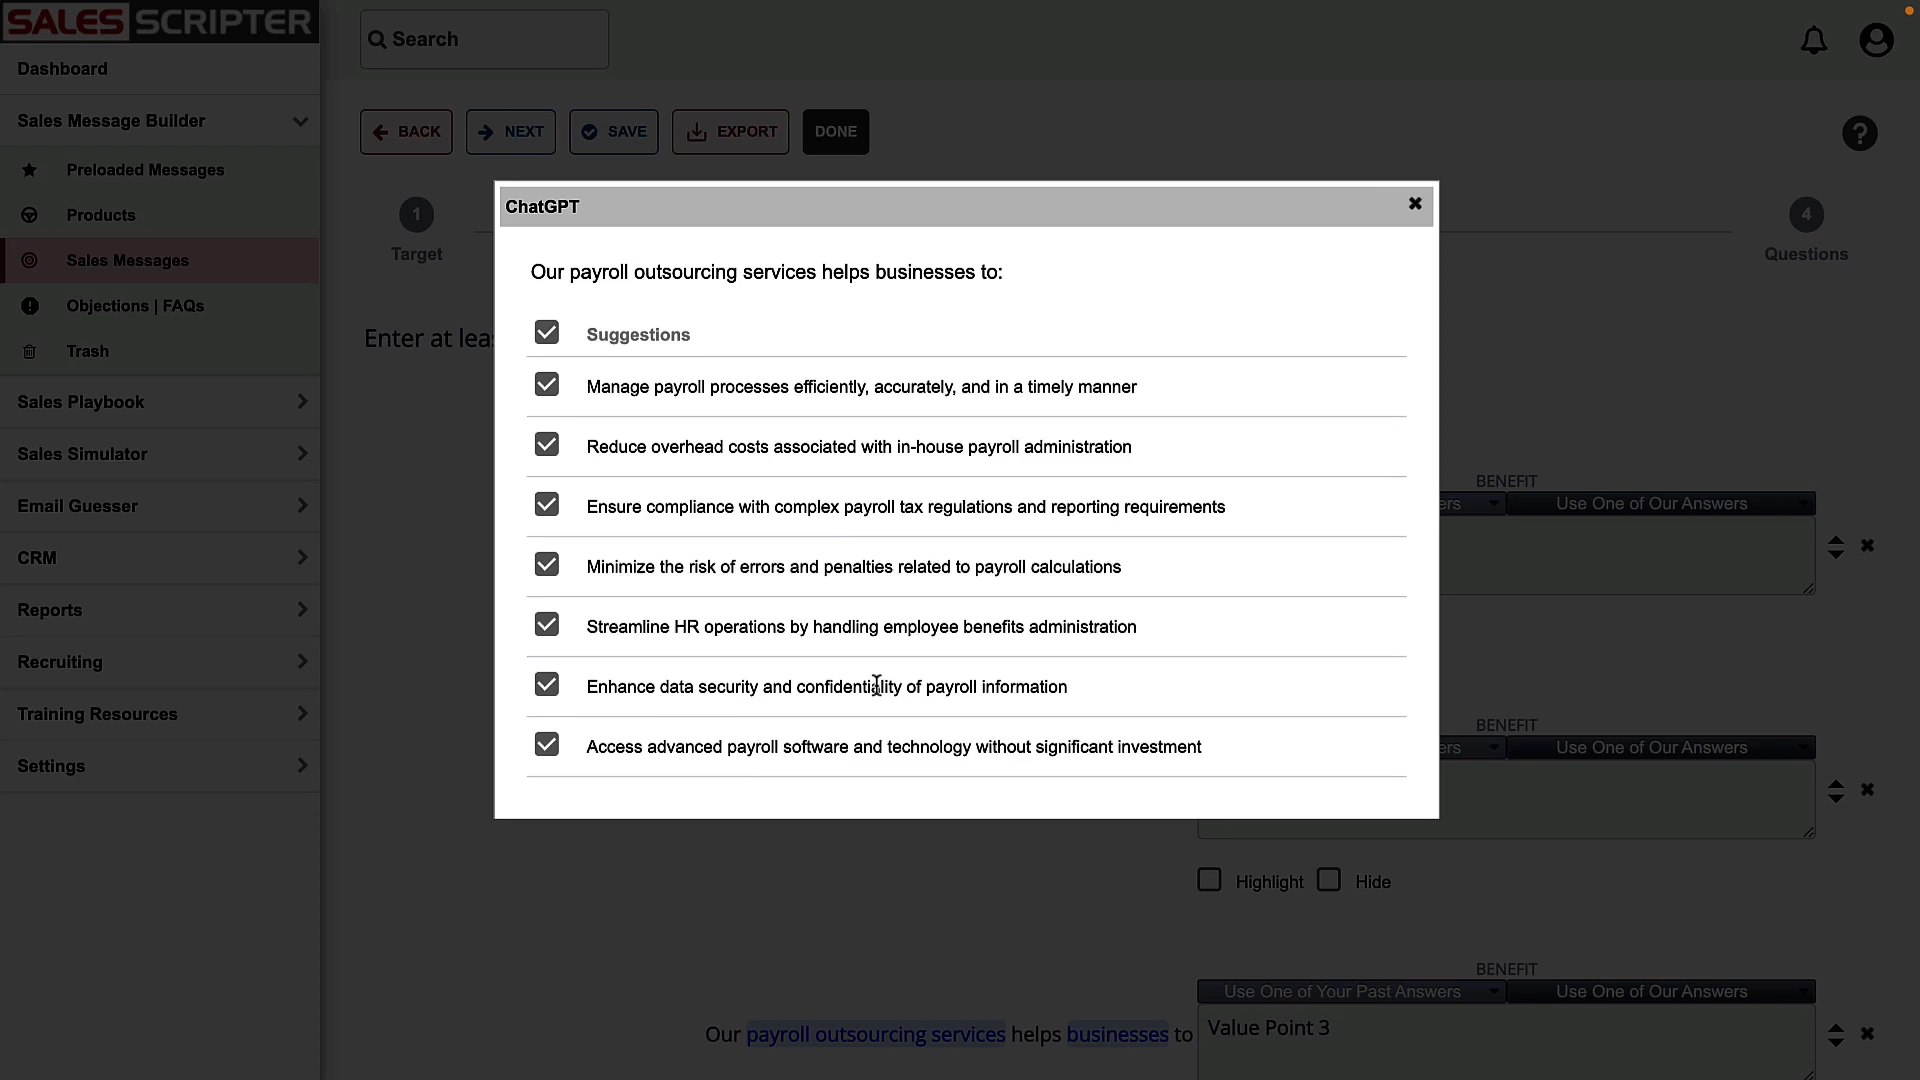 SALES SCRIPTER
Search
Dashboard
Sales Message Builder
Preloaded Messages
Products
Sales Messages
Objections | FAQs
Trash
Sales Playbook
Sales Simulator
Email Guesser
CRM
Reports
Recruiting
Training Resources
Settings
BACK
NEXT
SAVE
EXPORT
DONE
?
1
Target
4
Questions
Enter at leas
ChatGPT
Our payroll outsourcing services helps businesses to:
Suggestions
Manage payroll processes efficiently, accurately, and in a timely manner
Reduce overhead costs associated with in-house payroll administration
Ensure compliance with complex payroll tax regulations and reporting requirements
Minimize the risk of errors and penalties related to payroll calculations
Streamline HR operations by handling employee benefits administration
Enhance data security and confidentiality of payroll information
Access advanced payroll software and technology without significant investment
BENEFIT
ers
Use One of Our Answers
BENEFIT
ers
Use One of Our Answers
Highlight
Hide
BENEFIT
Use One of Your Past Answers
Use One of Our Answers
Our payroll outsourcing services helps businesses to
Value Point 3